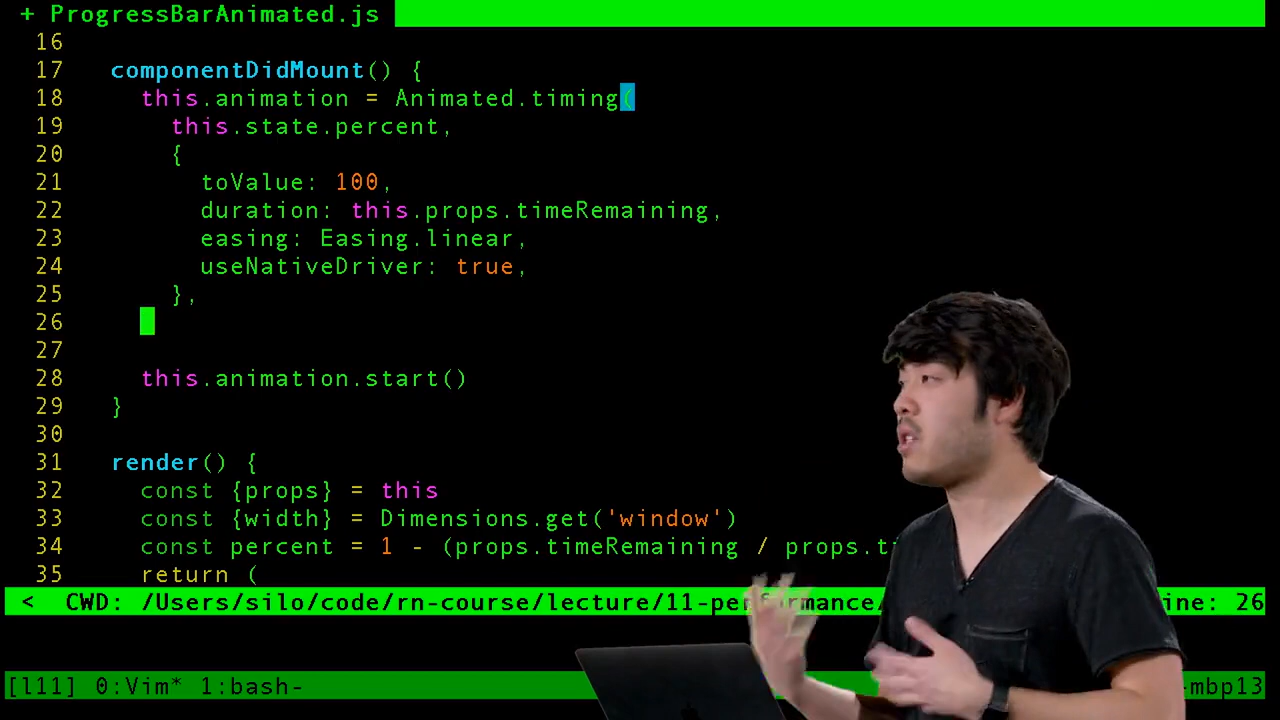 + ProgressBarAnimated.js
16
17 componentDidMount() {
18 this.animation = Animated.timing(
19 this.state.percent,
20 {
21 toValue: 100,
22 duration: this.props.timeRemaining,
23 easing: Easing.linear,
24 useNativeDriver: true,
25 },
26
27
28 this.animation.start()
29 }
30
31 render() {
32 const {props} = this
33 const {width} = Dimensions.get('window')
34 const percent = 1 - (props.timeRemaining / props.
35 return (
< CWD: /Users/silo/code/rn-course/lecture/11-performance/ ine: 26
[l11] 0:Vim* 1:bash- -mbp13